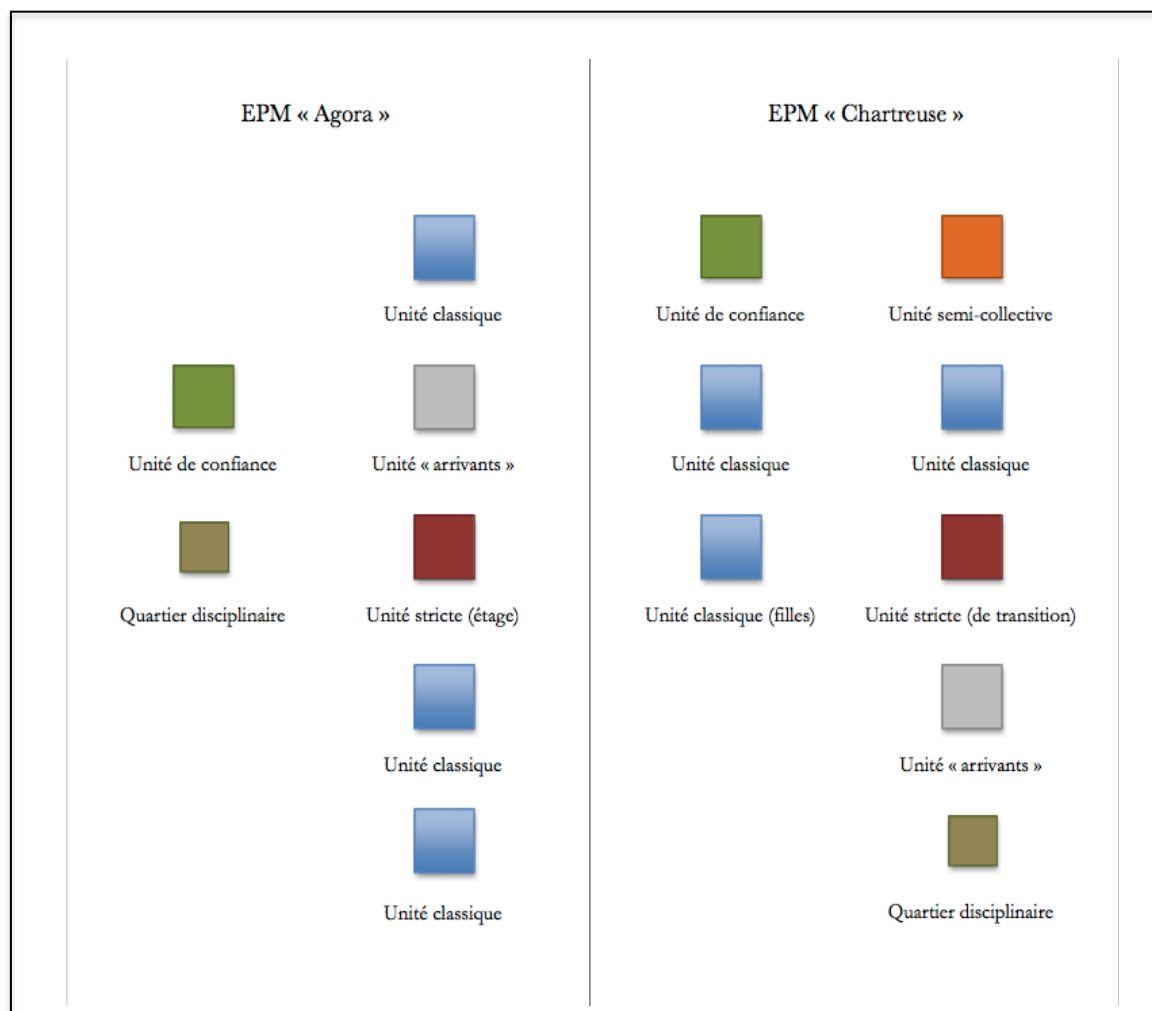 EPM « Agora »
Unité classique
Unité de confiance
Unité « arrivants »
Quartier disciplinaire
Unité stricte (étage)
Unité classique
Unité classique
EPM « Chartreuse »
Unité de confiance
Unité semi-collective
Unité classique
Unité classique
Unité classique (filles)
Unité stricte (de transition)
Unité « arrivants »
Quartier disciplinaire